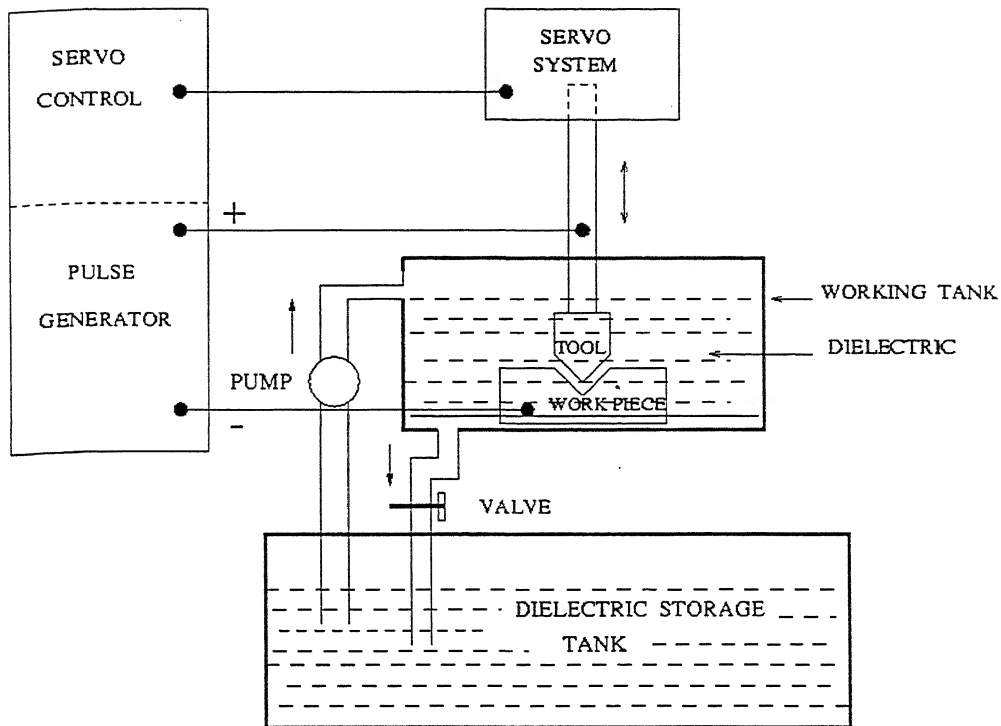 SERVO
CONTROL
SERVO
SYSTEM
+
PULSE
GENERATOR
WORKING TANK
TOOL
DIELECTRIC
PUMP
WORK PIECE
-
VALVE
DIELECTRIC STORAGE
TANK